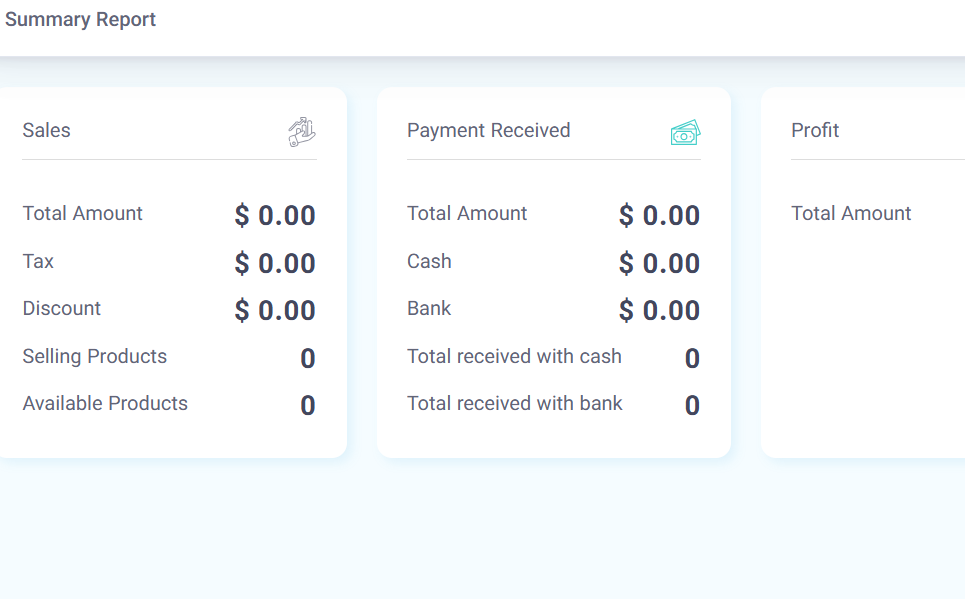 Summary Report
Sales
Total Amount $ 0.00
Tax $ 0.00
Discount $ 0.00
Selling Products 0
Available Products 0
Payment Received
Total Amount $ 0.00
Cash $ 0.00
Bank $ 0.00
Total received with cash 0
Total received with bank 0
Profit
Total Amount